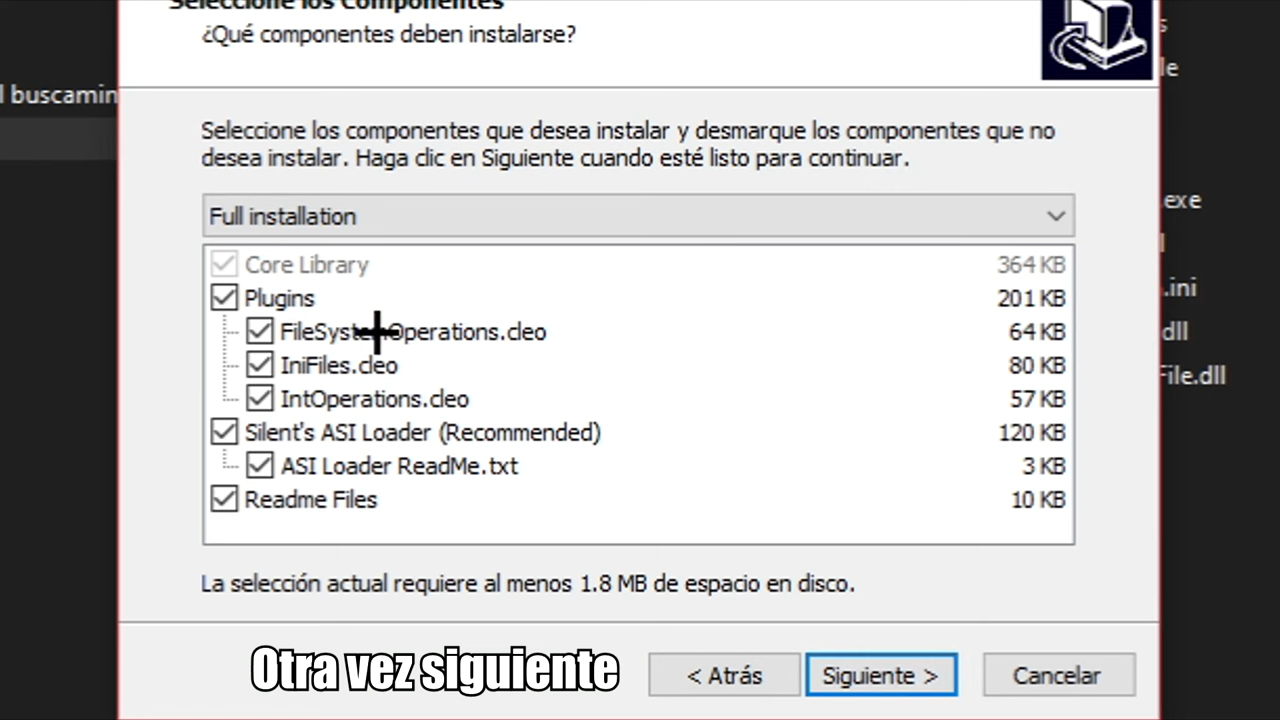 Seleccione los Componentes
¿Qué componentes deben instalarse?
l buscamin
Seleccione los componentes que desea instalar y desmarque los componentes que no
desea instalar. Haga clic en Siguiente cuando esté listo para continuar.
Full installation
Core Library 364 KB
Plugins 201 KB
FileSystemOperations.cleo 64 KB
IniFiles.cleo 80 KB
IntOperations.cleo 57 KB
Silent's ASI Loader (Recommended) 120 KB
ASI Loader ReadMe.txt 3 KB
Readme Files 10 KB
La selección actual requiere al menos 1.8 MB de espacio en disco.
Otra vez siguiente
< Atrás Siguiente > Cancelar
s
le
.exe
l
.ini
dll
File.dll